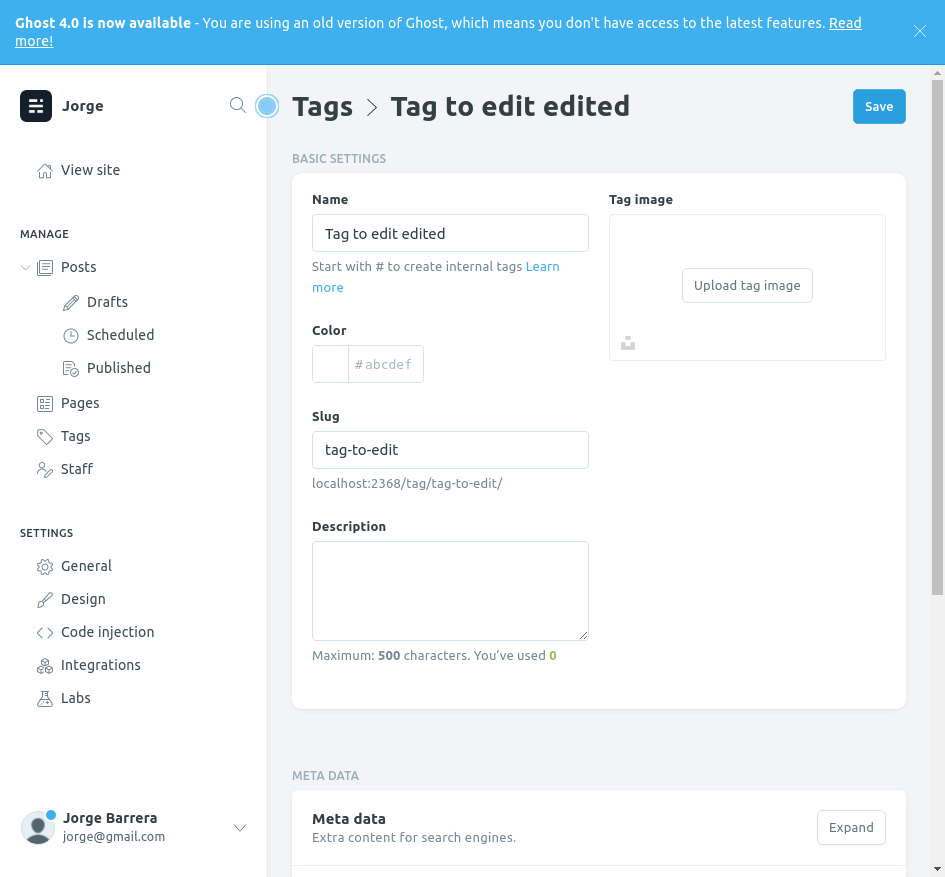 Ghost 4.0 is now available - You are using an old version of Ghost, which means you don't have access to the latest features. Read
more!
Jorge
View site
MANAGE
Posts
Drafts
Scheduled
Published
Pages
Tags
Staff
SETTINGS
General
Design
Code injection
Integrations
Labs
Jorge Barrera
jorge@gmail.com
Tags > Tag to edit edited
Save
BASIC SETTINGS
Name
Tag to edit edited
Start with # to create internal tags Learn
more
Color
#abcdef
Slug
tag-to-edit
localhost:2368/tag/tag-to-edit/
Description
Maximum: 500 characters. You’ve used 0
Tag image
Upload tag image
META DATA
Meta data
Extra content for search engines.
Expand